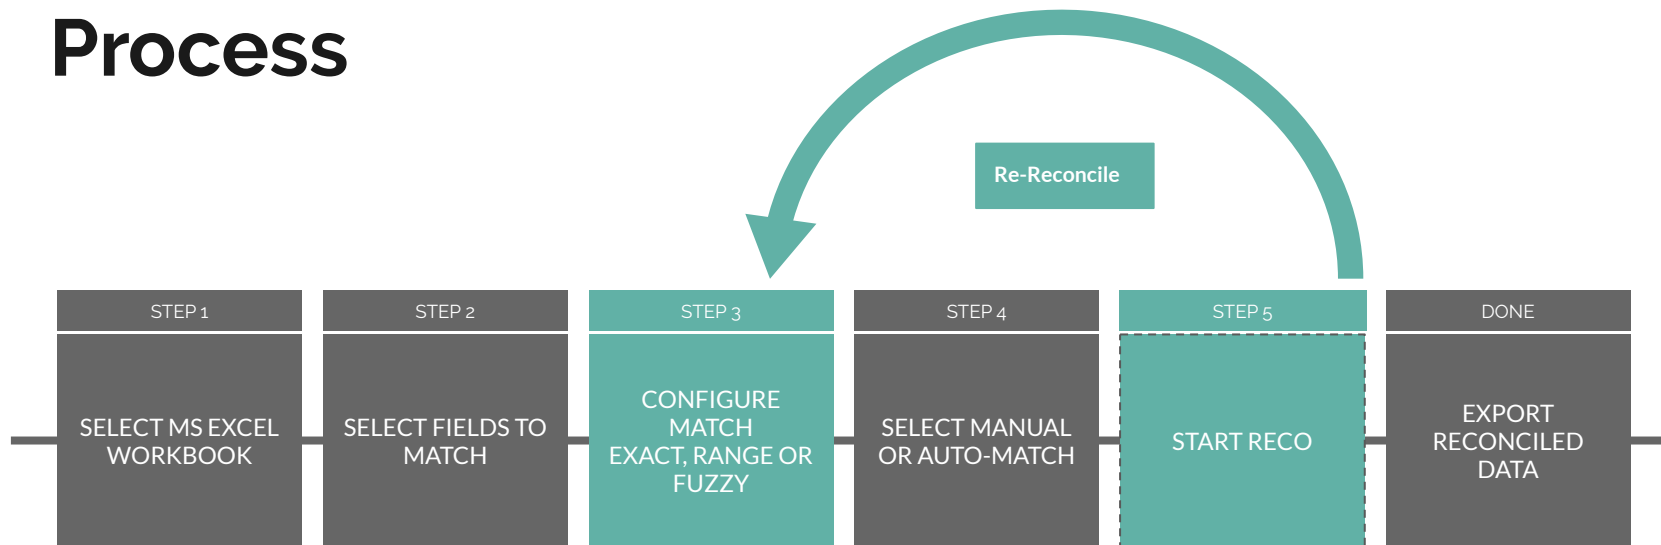 Process
Re-Reconcile
STEP 1
SELECT MS EXCEL
WORKBOOK
STEP 2
SELECT FIELDS TO
MATCH
STEP 3
CONFIGURE
MATCH
EXACT, RANGE OR
FUZZY
STEP 4
SELECT MANUAL
OR AUTO-MATCH
STEP 5
START RECO
DONE
EXPORT
RECONCILED
DATA